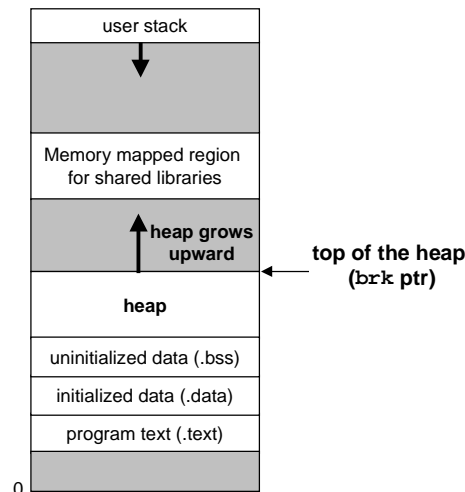 user stack
Memory mapped region
for shared libraries
heap grows
upward
top of the heap
(brk ptr)
heap
uninitialized data (.bss)
initialized data (.data)
program text (.text)
0